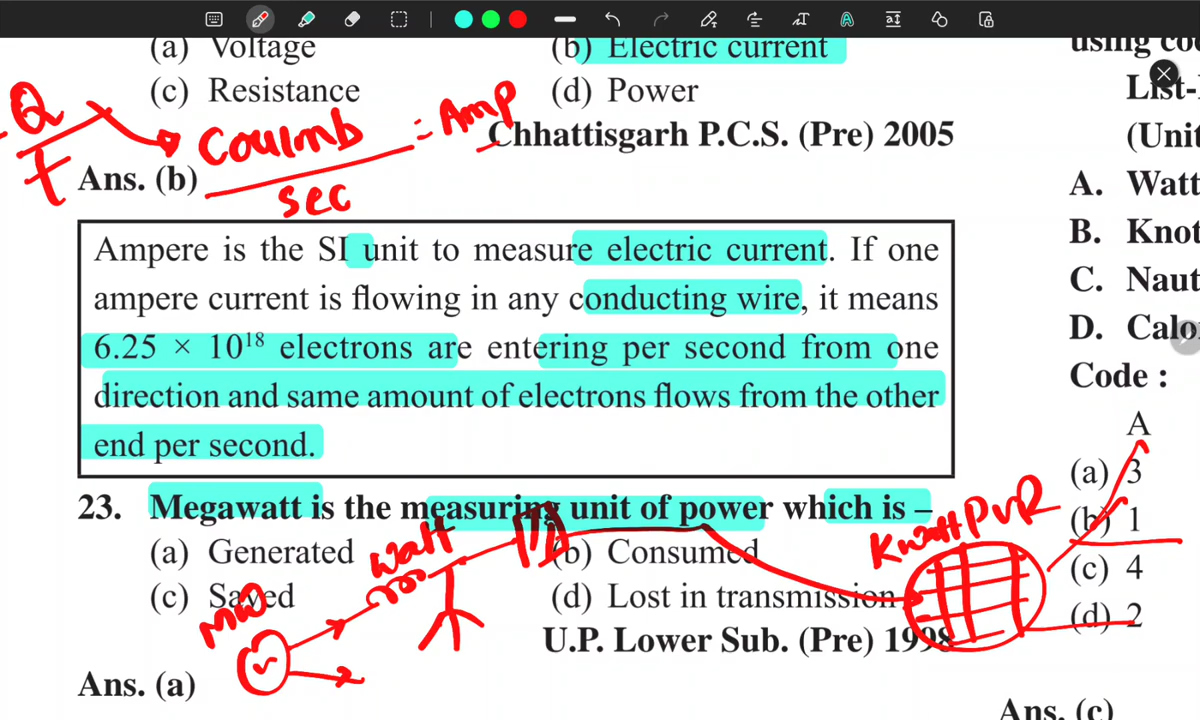 (a) Voltage
(b) Electric current
(c) Resistance
(d) Power
Q
t
Coulmb
sec
= Amp
Chhattisgarh P.C.S. (Pre) 2005
Ans. (b)
Ampere is the SI unit to measure electric current. If one
ampere current is flowing in any conducting wire, it means
6.25 × 10¹⁸ electrons are entering per second from one
direction and same amount of electrons flows from the other
end per second.
23. Megawatt is the measuring unit of power which is –
(a) Generated
(b) Consumed
(c) Saved
(d) Lost in transmission
U.P. Lower Sub. (Pre) 1998
Ans. (a)
MW
Watt
Kwatt
List-
(Unit
A. Watt
B. Knot
C. Naut
D. Calo
Code :
A
(a) 3
(b) 1
(c) 4
(d) 2
Ans. (c)